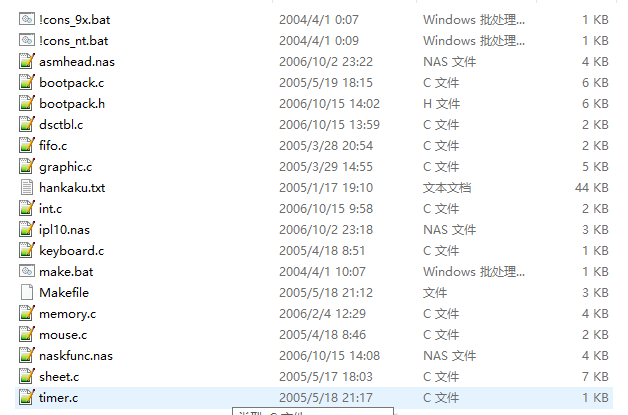 !cons_9x.bat 2004/4/1 0:07 Windows 批处理... 1 KB
!cons_nt.bat 2004/4/1 0:09 Windows 批处理... 1 KB
asmhead.nas 2006/10/2 23:22 NAS 文件 4 KB
bootpack.c 2005/5/19 18:15 C 文件 6 KB
bootpack.h 2006/10/15 14:02 H 文件 6 KB
dsctbl.c 2006/10/15 13:59 C 文件 2 KB
fifo.c 2005/3/28 20:54 C 文件 2 KB
graphic.c 2005/3/29 14:55 C 文件 5 KB
hankaku.txt 2005/1/17 19:10 文本文档 44 KB
int.c 2006/10/15 9:58 C 文件 2 KB
ipl10.nas 2006/10/2 23:18 NAS 文件 3 KB
keyboard.c 2005/4/18 8:51 C 文件 1 KB
make.bat 2004/4/1 10:07 Windows 批处理... 1 KB
Makefile 2005/5/18 21:12 文件 3 KB
memory.c 2006/2/4 12:29 C 文件 4 KB
mouse.c 2005/4/18 8:46 C 文件 2 KB
naskfunc.nas 2006/10/15 14:08 NAS 文件 4 KB
sheet.c 2005/5/17 18:03 C 文件 7 KB
timer.c 2005/5/18 21:17 C 文件 1 KB